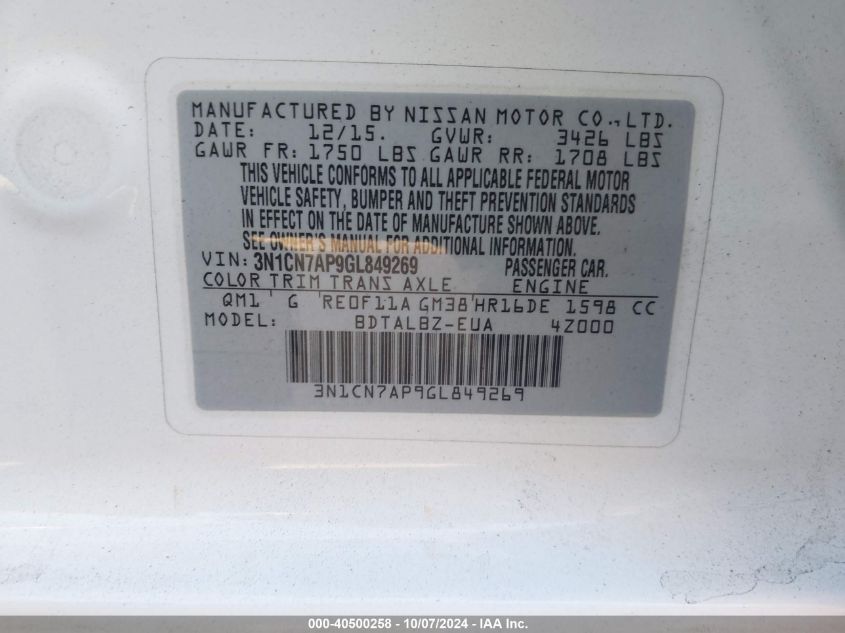 MANUFACTURED BY NISSAN MOTOR CO.,LTD.
DATE: 12/15. GVWR: 3426 LBS
GAWR FR: 1750 LBS GAWR RR: 1708 LBS
THIS VEHICLE CONFORMS TO ALL APPLICABLE FEDERAL MOTOR
VEHICLE SAFETY, BUMPER AND THEFT PREVENTION STANDARDS
IN EFFECT ON THE DATE OF MANUFACTURE SHOWN ABOVE.
SEE OWNER'S MANUAL FOR ADDITIONAL INFORMATION.
VIN: 3N1CN7AP9GL849269 PASSENGER CAR.
COLOR TRIM TRANS AXLE ENGINE
QM1 G RE0F11A GM38 HR16DE 1598 CC
MODEL: BDTALBZ-EUA 4Z000
3N1CN7AP9GL849269
000-40500258 - 10/07/2024 - IAA Inc.